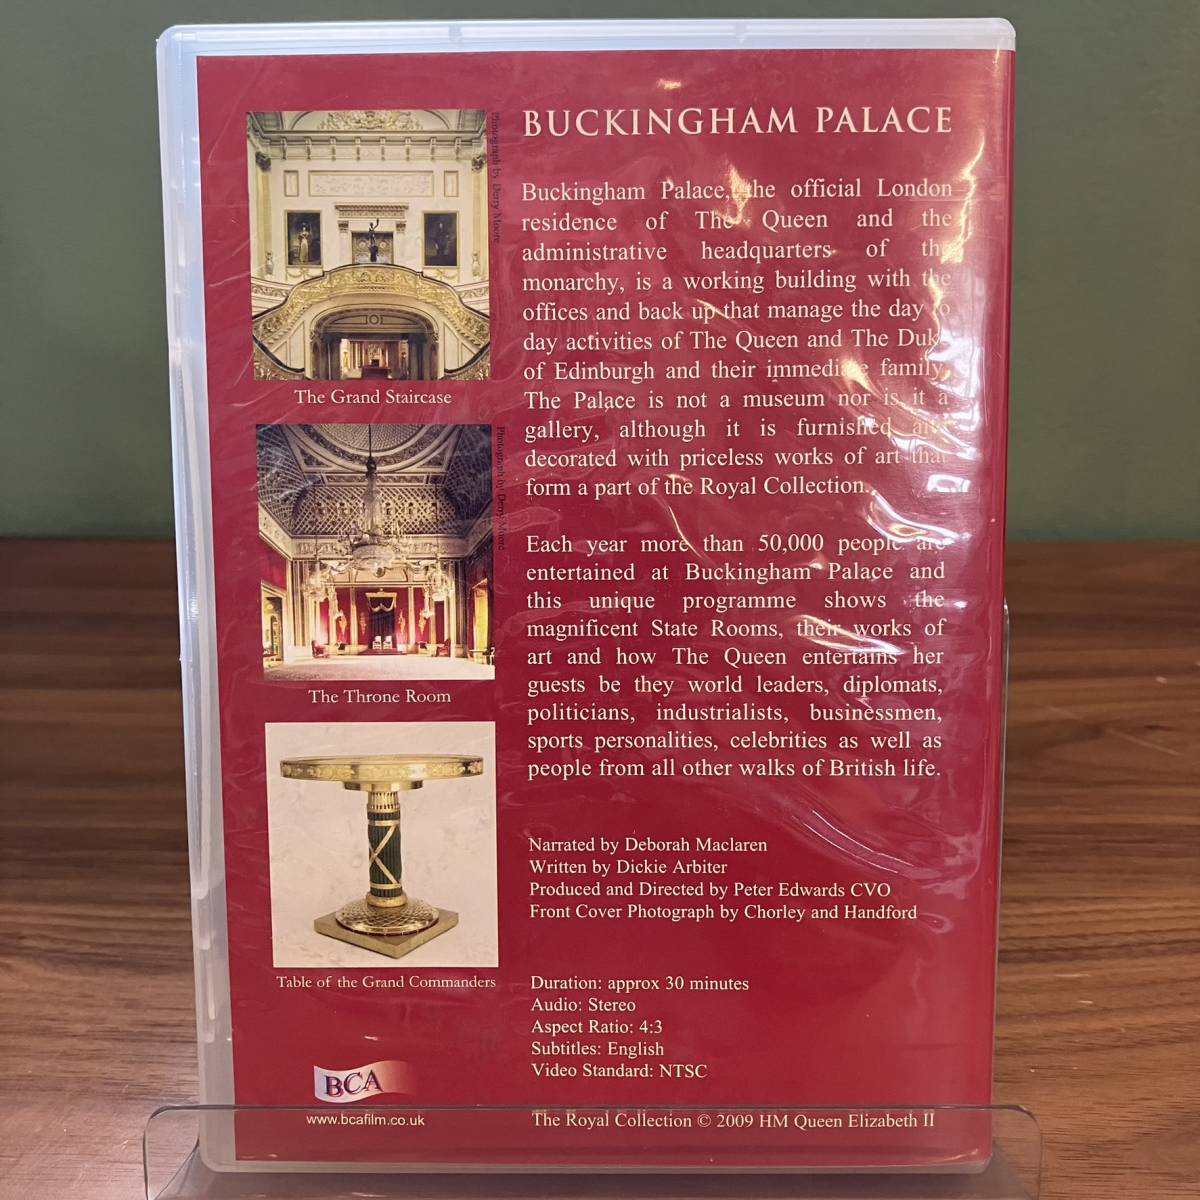 BUCKINGHAM PALACE
Buckingham Palace, the official London
residence of The Queen and the
administrative headquarters of the
monarchy, is a working building with the
offices and back up that manage the day to
day activities of The Queen and The Duke
of Edinburgh and their immediate family.
The Palace is not a museum nor is it a
gallery, although it is furnished and
decorated with priceless works of art that
form a part of the Royal Collection.
Each year more than 50,000 people are
entertained at Buckingham Palace and
this unique programme shows the
magnificent State Rooms, their works of
art and how The Queen entertains her
guests be they world leaders, diplomats,
politicians, industrialists, businessmen,
sports personalities, celebrities as well as
people from all other walks of British life.
Narrated by Deborah Maclaren
Written by Dickie Arbiter
Produced and Directed by Peter Edwards CVO
Front Cover Photograph by Chorley and Handford
Duration: approx 30 minutes
Audio: Stereo
Aspect Ratio: 4:3
Subtitles: English
Video Standard: NTSC
The Royal Collection © 2009 HM Queen Elizabeth II
Photograph by Derry Moore
The Grand Staircase
Photograph by Derry Moore
The Throne Room
Table of the Grand Commanders
BCA
www.bcafilm.co.uk